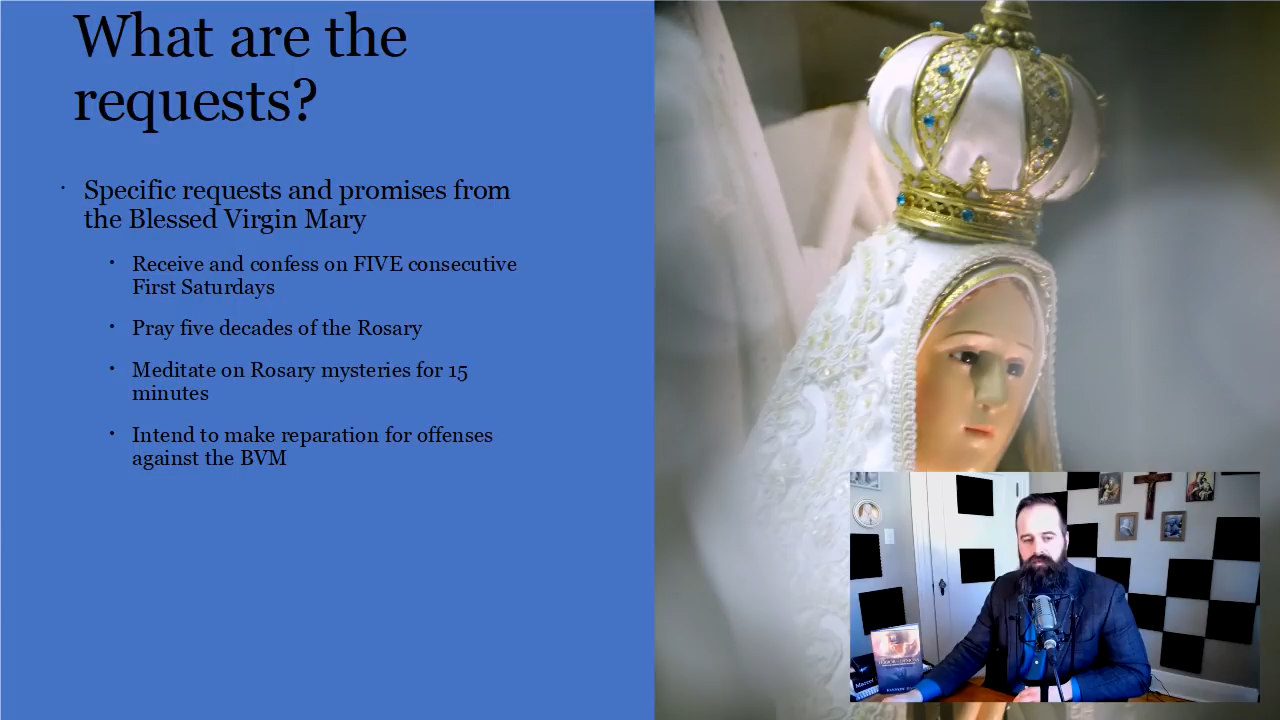 What are the
requests?
Specific requests and promises from
the Blessed Virgin Mary
Receive and confess on FIVE consecutive
First Saturdays
Pray five decades of the Rosary
Meditate on Rosary mysteries for 15
minutes
Intend to make reparation for offenses
against the BVM